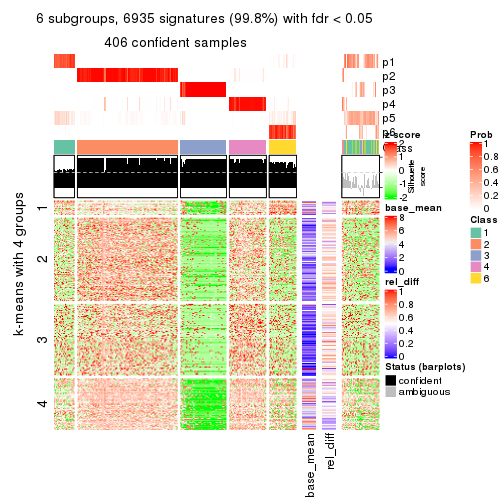 6 subgroups, 6935 signatures (99.8%) with fdr < 0.05
406 confident samples
p1
p2
p3
p4
p5
p6
Class
k-means with 4 groups
1
2
3
4
base_mean
rel_diff
z-score
2
1
0
-1
-2
Silhouette
score
base_mean
8
6
4
2
0
rel_diff
1
0.8
0.6
0.4
0.2
0
Status (barplots)
confident
ambiguous
Prob
1
0.8
0.6
0.4
0.2
0
Class
1
2
3
4
6